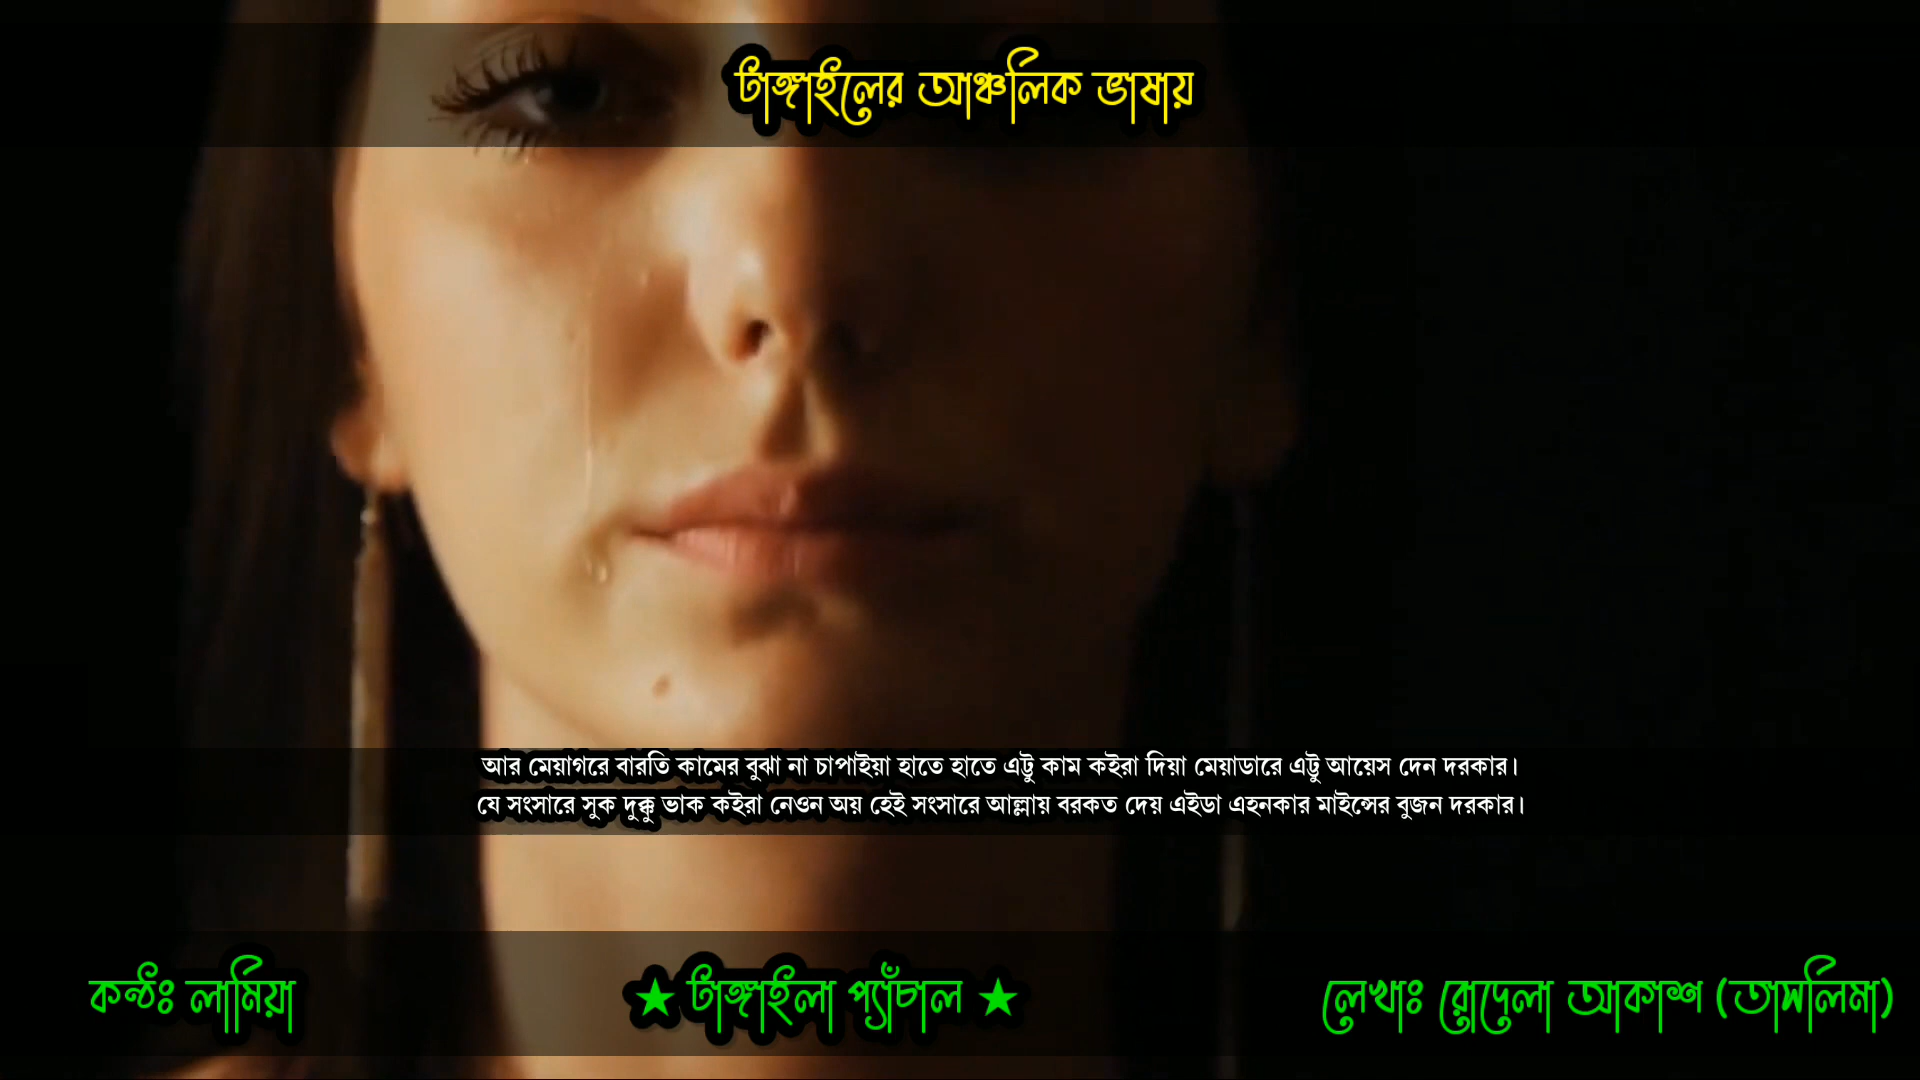 টাঙ্গাইলের আঞ্চলিক ভাষায়
আর মেয়াগরে বারতি কামের বুঝা না চাপাইয়া হাতে হাতে এট্টু কাম কইরা দিয়া মেয়াডারে এট্টু আয়েস দেন দরকার।
যে সংসারে সুক দুক্কু ভাক কইরা নেওন অয় হেই সংসারে আল্লায় বরকত দেয় এইডা এহনকার মাইন্সের বুজন দরকার।
কন্ঠঃ লামিয়া ★ টাঙ্গাইলা প্যাঁচাল ★ লেখাঃ রোদেলা আকাশ (তাসলিমা)